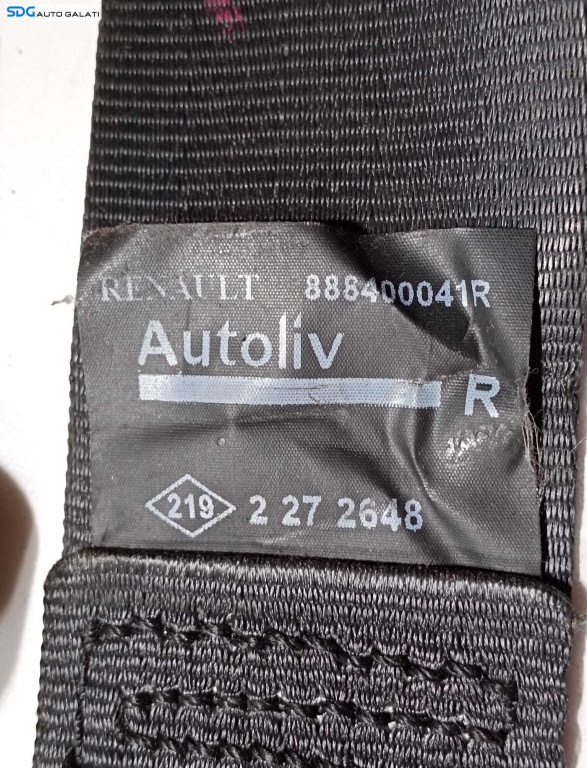 SDG AUTO GALATI
RENAULT 888400041R
Autoliv
R
219 2 27 2648